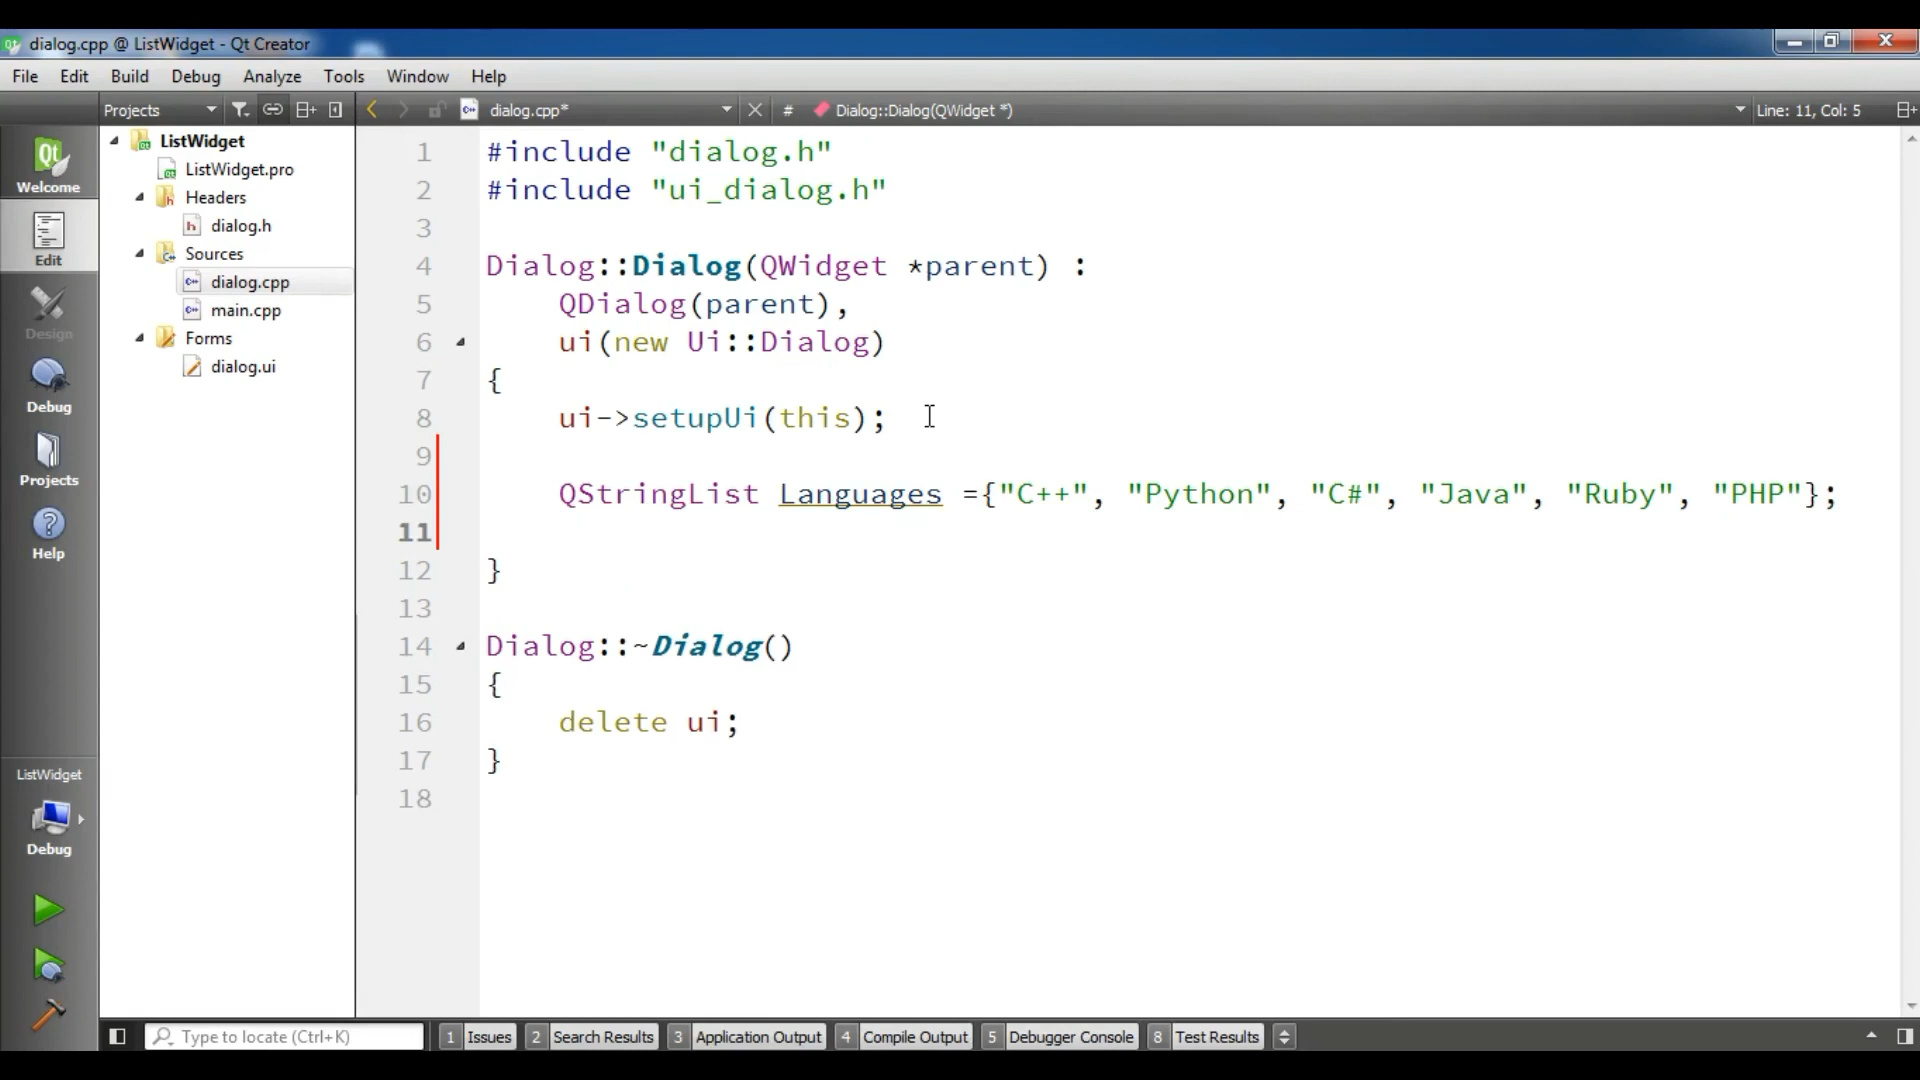 dialog.cpp @ ListWidget - Qt Creator
File Edit Build Debug Analyze Tools Window Help
Projects dialog.cpp* # Dialog::Dialog(QWidget *) Line: 11, Col: 5
Welcome
Edit
Design
Debug
Projects
Help
ListWidget
Debug
ListWidget
ListWidget.pro
Headers
dialog.h
Sources
dialog.cpp
main.cpp
Forms
dialog.ui
1 #include "dialog.h"
2 #include "ui_dialog.h"
3
4 Dialog::Dialog(QWidget *parent) :
5 QDialog(parent),
6 ui(new Ui::Dialog)
7 {
8 ui->setupUi(this);
9
10 QStringList Languages ={"C++", "Python", "C#", "Java", "Ruby", "PHP"};
11
12 }
13
14 Dialog::~Dialog()
15 {
16 delete ui;
17 }
18
Type to locate (Ctrl+K) 1 Issues 2 Search Results 3 Application Output 4 Compile Output 5 Debugger Console 8 Test Results